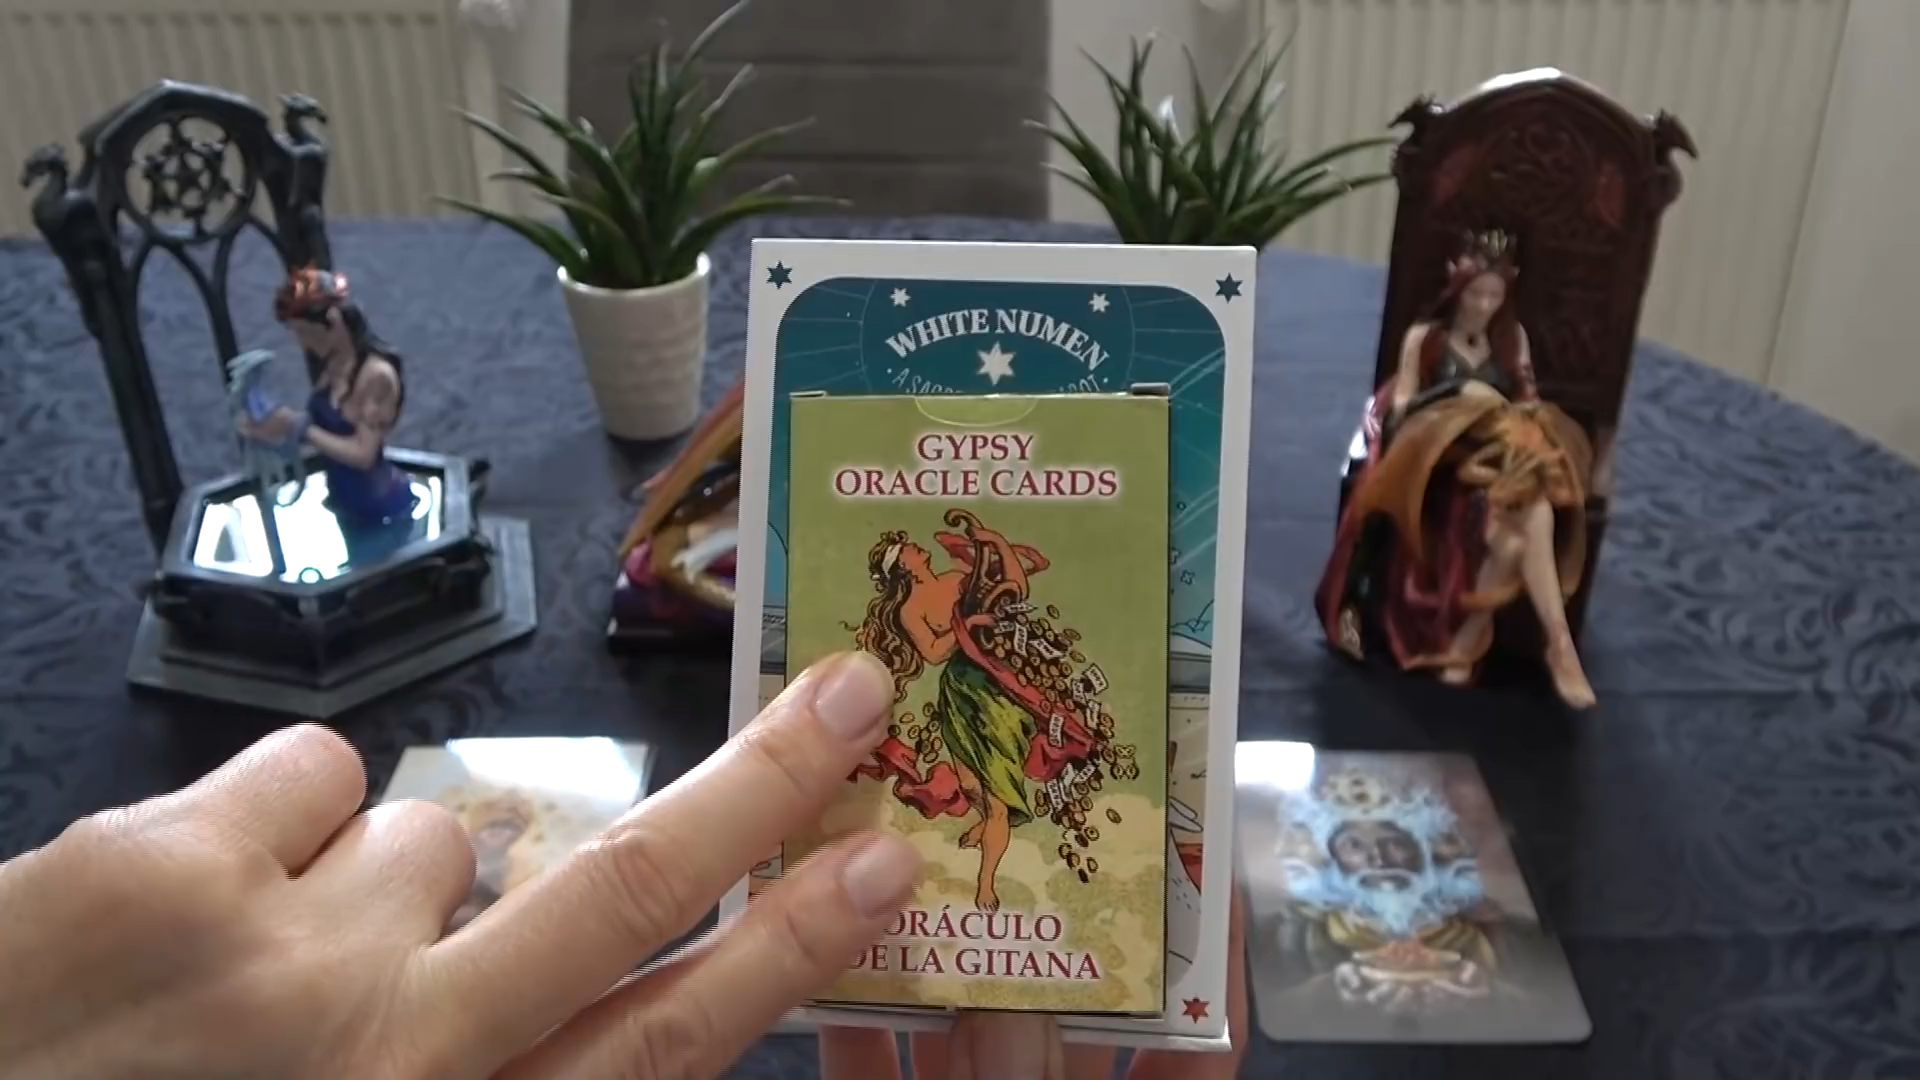 WHITE NUMEN
GYPSY
ORACLE CARDS
ORÁCULO
DE LA GITANA